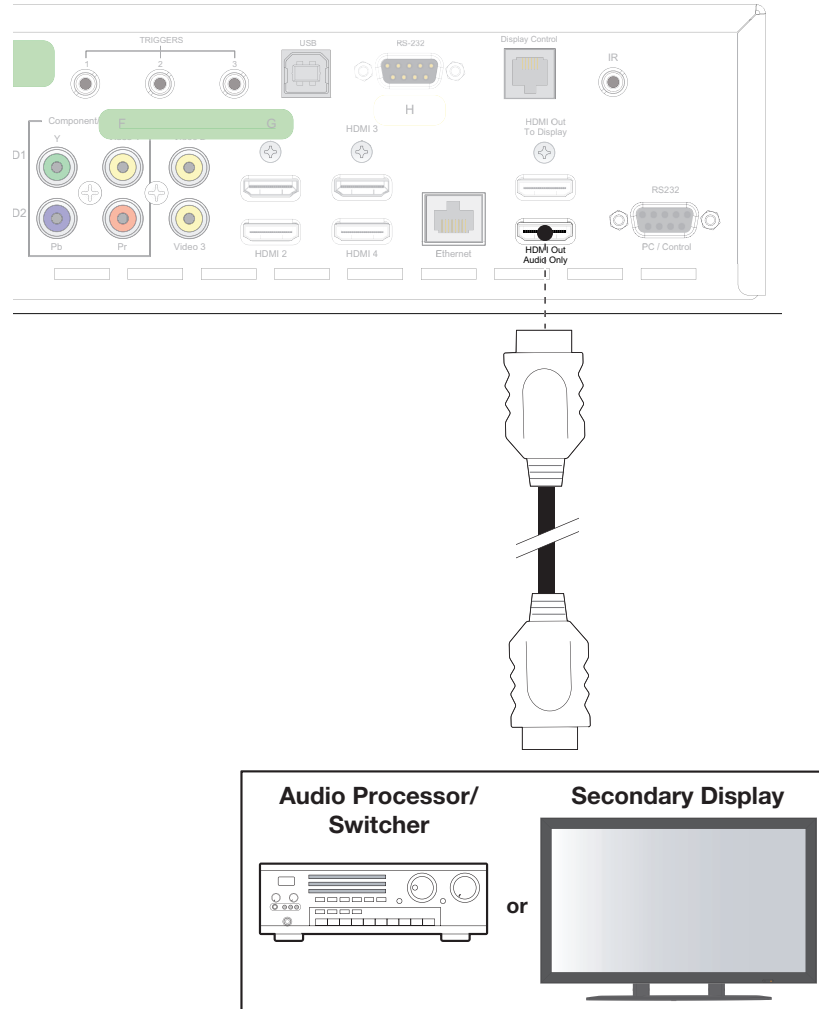 TRIGGERS
1 2 3
USB
RS-232
Display Control
IR
H
Component
F
G
Y
HDMI 3
HDMI Out
To Display
D1
D2
RS232
Pb
Pr
Video 3
HDMI 2
HDMI 4
Ethernet
HDMI Out
Audio Only
PC / Control
Audio Processor/
Switcher
Secondary Display
or